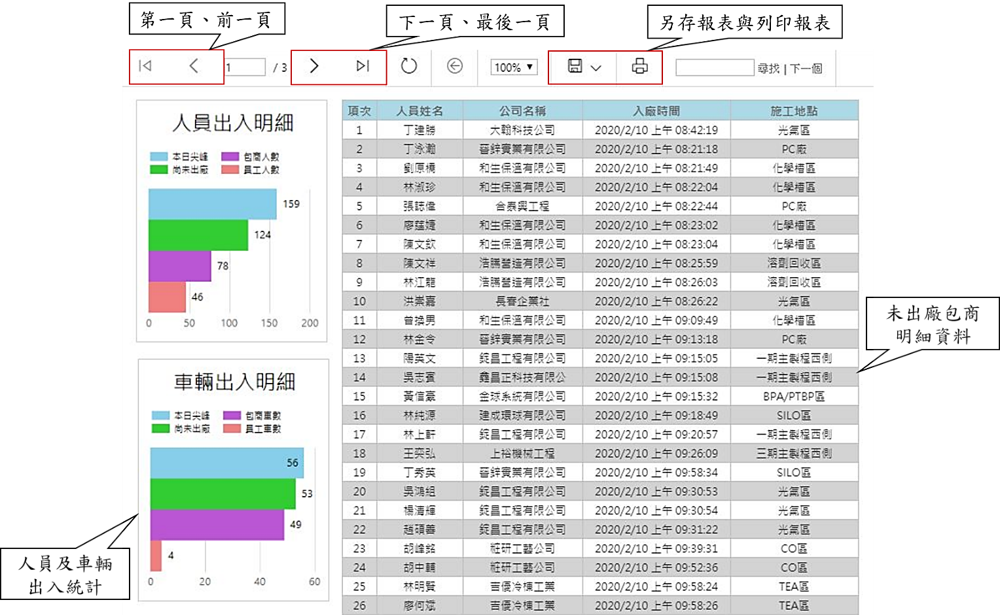 第一頁、前一頁
下一頁、最後一頁
另存報表與列印報表
1 / 3 100% 尋找 | 下一個
人員出入明細
本日尖峰 包商人數
尚未出廠 員工人數
159
124
78
46
0 50 100 150 200
車輛出入明細
本日尖峰 包商車數
尚未出廠 員工車數
56
53
49
4
0 20 40 60
人員及車輛
出入統計
項次 人員姓名 公司名稱 入廠時間 施工地點
1 丁建勝 大翰科技公司 2020/2/10 上午 08:42:19 光氣區
2 丁泳瀚 晉鋅實業有限公司 2020/2/10 上午 08:21:18 PC廠
3 劉原橋 和生保溫有限公司 2020/2/10 上午 08:21:49 化學槽區
4 林淑珍 和生保溫有限公司 2020/2/10 上午 08:22:04 化學槽區
5 張誌偉 合泰興工程 2020/2/10 上午 08:22:44 PC廠
6 廖莛婕 和生保溫有限公司 2020/2/10 上午 08:23:02 化學槽區
7 陳文欽 和生保溫有限公司 2020/2/10 上午 08:23:04 化學槽區
8 陳文祥 浩騰營造有限公司 2020/2/10 上午 08:25:59 溶劑回收區
9 林江龍 浩騰營造有限公司 2020/2/10 上午 08:26:03 溶劑回收區
10 洪崇嘉 長春企業社 2020/2/10 上午 08:26:22 光氣區
11 曾換男 和生保溫有限公司 2020/2/10 上午 09:09:49 化學槽區
12 林金令 晉鋅實業有限公司 2020/2/10 上午 09:13:18 PC廠
13 陽英文 錠昌工程有限公司 2020/2/10 上午 09:15:05 一期主製程西側
14 吳志賓 鑫昌正科技有限公 2020/2/10 上午 09:15:08 一期主製程西側
15 黃信豪 金球系統有限公司 2020/2/10 上午 09:15:32 BPA/PTBP區
16 林純源 建成環球有限公司 2020/2/10 上午 09:18:49 SILO區
17 林上軒 錠昌工程有限公司 2020/2/10 上午 09:20:57 一期主製程西側
18 王奕弘 上裕機械工程 2020/2/10 上午 09:26:09 三期主製程西側
19 丁秀英 晉鋅實業有限公司 2020/2/10 上午 09:58:34 SILO區
20 吳鴻組 錠昌工程有限公司 2020/2/10 上午 09:30:53 光氣區
21 楊清輝 錠昌工程有限公司 2020/2/10 上午 09:30:54 光氣區
22 趙碩善 錠昌工程有限公司 2020/2/10 上午 09:31:22 光氣區
23 胡峰銘 粧研工藝公司 2020/2/10 上午 09:39:31 CO區
24 胡中輔 粧研工藝公司 2020/2/10 上午 09:52:36 CO區
25 林明賢 吉優冷棟工業 2020/2/10 上午 09:58:24 TEA區
26 廖何斌 吉優冷棟工業 2020/2/10 上午 09:58:26 TEA區
未出廠包商
明細資料